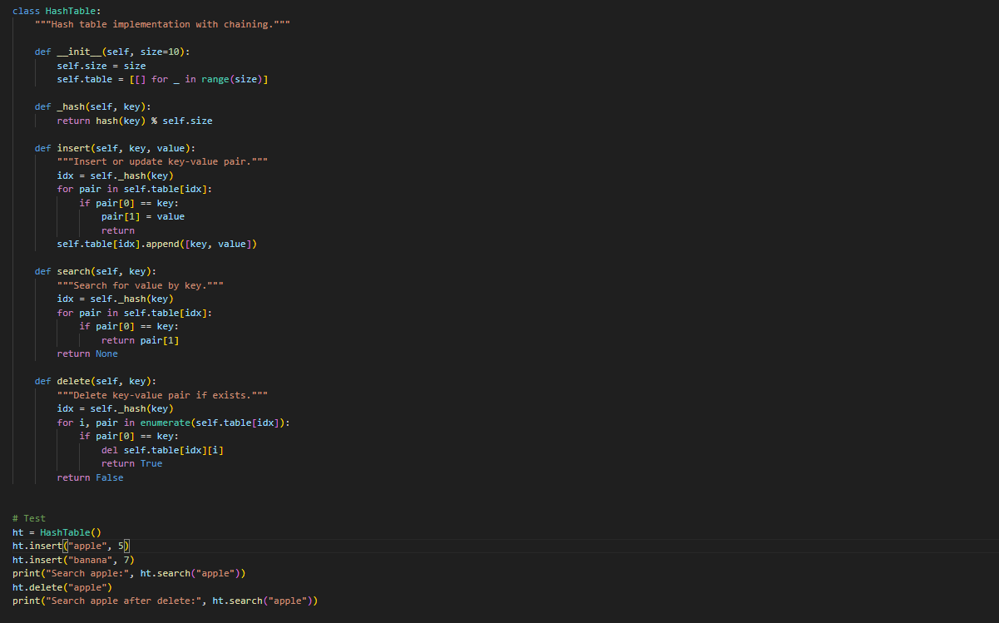 class HashTable:
    """Hash table implementation with chaining."""

    def __init__(self, size=10):
        self.size = size
        self.table = [[] for _ in range(size)]

    def _hash(self, key):
        return hash(key) % self.size

    def insert(self, key, value):
        """Insert or update key-value pair."""
        idx = self._hash(key)
        for pair in self.table[idx]:
            if pair[0] == key:
                pair[1] = value
                return
        self.table[idx].append([key, value])

    def search(self, key):
        """Search for value by key."""
        idx = self._hash(key)
        for pair in self.table[idx]:
            if pair[0] == key:
                return pair[1]
        return None

    def delete(self, key):
        """Delete key-value pair if exists."""
        idx = self._hash(key)
        for i, pair in enumerate(self.table[idx]):
            if pair[0] == key:
                del self.table[idx][i]
                return True
        return False


# Test
ht = HashTable()
ht.insert("apple", 5)
ht.insert("banana", 7)
print("Search apple:", ht.search("apple"))
ht.delete("apple")
print("Search apple after delete:", ht.search("apple"))